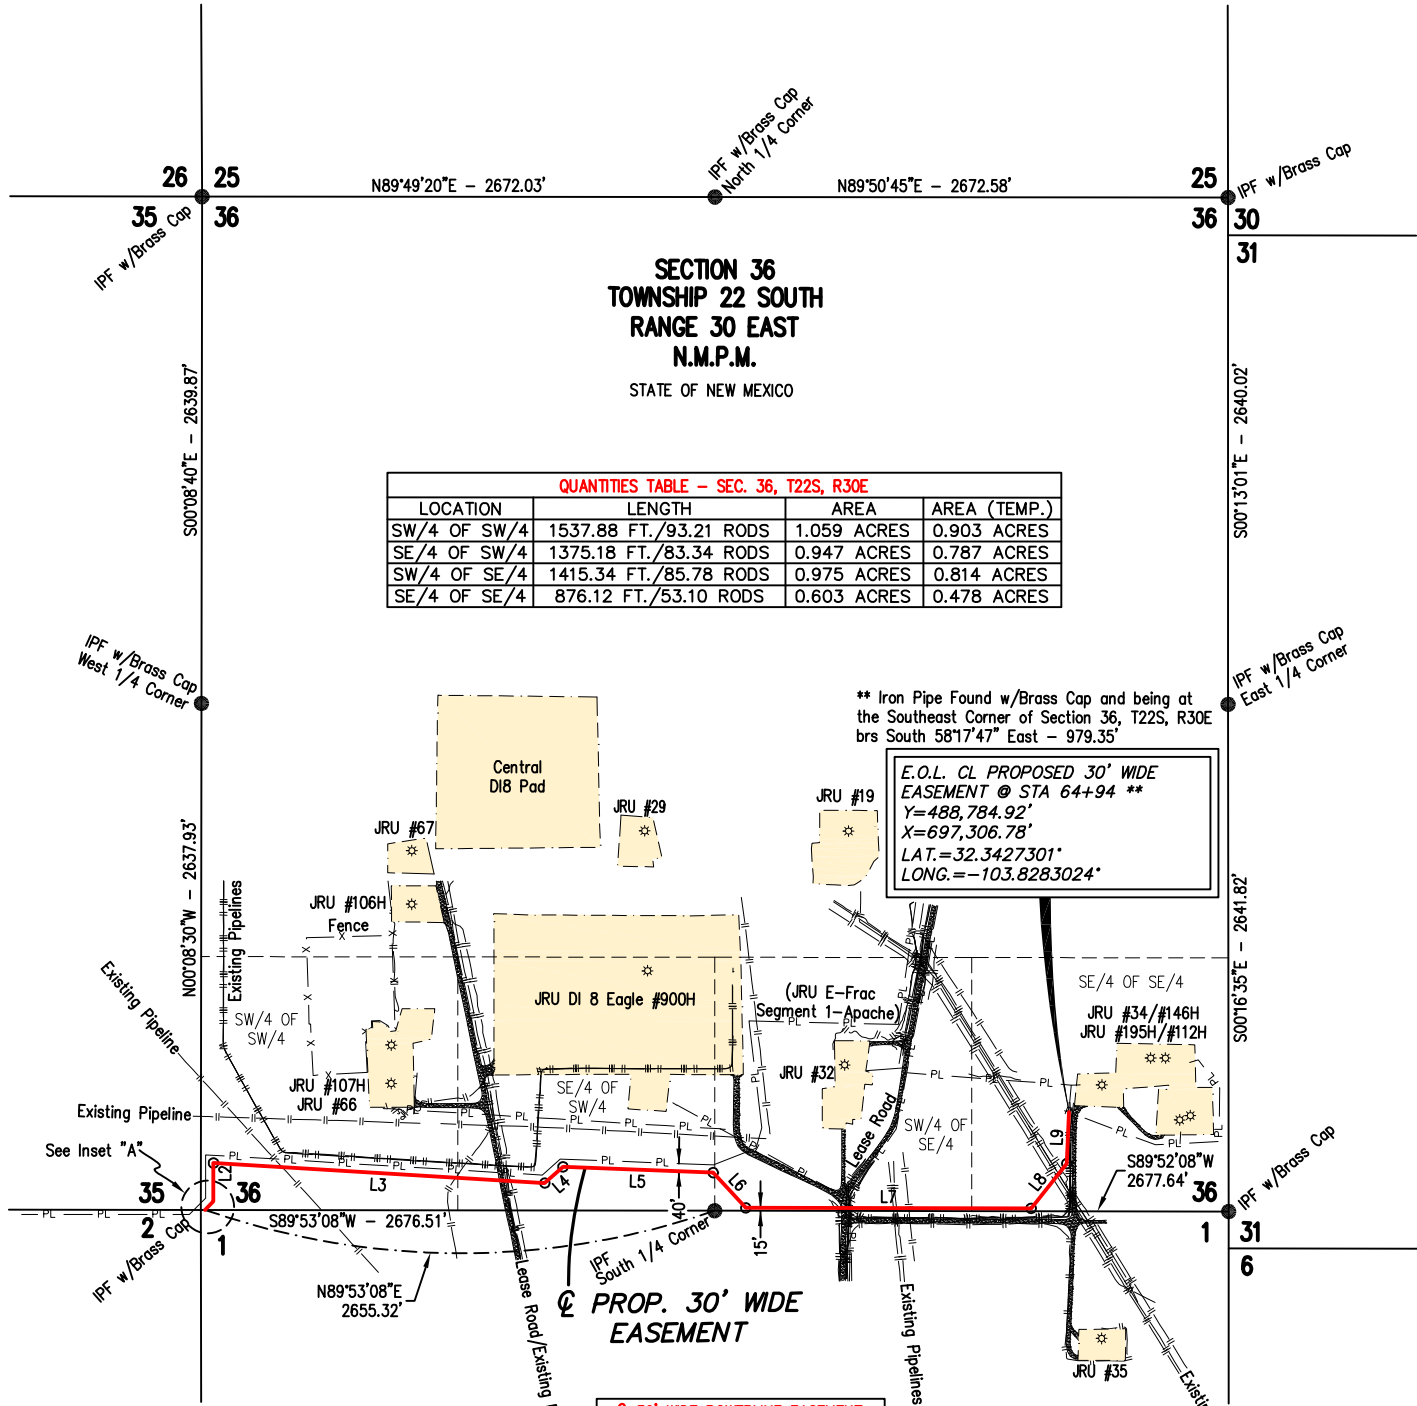 IPF w/Brass Cap
North 1/4 Corner
26 25
35 36
IPF w/Brass Cap
N89°49'20"E - 2672.03'
N89°50'45"E - 2672.58'
25
36 30
31
IPF w/Brass Cap
SECTION 36
TOWNSHIP 22 SOUTH
RANGE 30 EAST
N.M.P.M.
STATE OF NEW MEXICO
S00°08'40"E - 2639.87'
S00°13'01"E - 2640.02'
QUANTITIES TABLE - SEC. 36, T22S, R30E
LOCATION LENGTH AREA AREA (TEMP.)
SW/4 OF SW/4 1537.88 FT./93.21 RODS 1.059 ACRES 0.903 ACRES
SE/4 OF SW/4 1375.18 FT./83.34 RODS 0.947 ACRES 0.787 ACRES
SW/4 OF SE/4 1415.34 FT./85.78 RODS 0.975 ACRES 0.814 ACRES
SE/4 OF SE/4 876.12 FT./53.10 RODS 0.603 ACRES 0.478 ACRES
IPF w/Brass Cap
West 1/4 Corner
IPF w/Brass Cap
East 1/4 Corner
** Iron Pipe Found w/Brass Cap and being at
the Southeast Corner of Section 36, T22S, R30E
brs South 58°17'47" East - 979.35'
E.O.L. CL PROPOSED 30' WIDE
EASEMENT @ STA 64+94 **
Y=488,784.92'
X=697,306.78'
LAT.=32.3427301°
LONG.=-103.8283024°
Central
DI8 Pad
JRU #29
JRU #19
JRU #67
JRU #106H
Fence
N00°08'30"W - 2637.93'
Existing Pipelines
Existing Pipeline
S00°16'35"E - 2641.82'
JRU DI 8 Eagle #900H
(JRU E-Frac
Segment 1-Apache)
SE/4 OF SE/4
JRU #34/#146H
JRU #195H/#112H
SW/4 OF
SW/4
JRU #107H
JRU #66
SE/4 OF
SW/4
JRU #32
Lease Road
SW/4 OF
SE/4
Existing Pipeline
See Inset "A"
35 36
2 1
IPF w/Brass Cap
L2
L3
L4
L5
L6
L7
L8
L9
40'
15'
S89°53'08"W - 2676.51'
N89°53'08"E
2655.32'
IPF
South 1/4 Corner
S89°52'08"W
2677.64'
36
1 31
6
IPF w/Brass Cap
℄ PROP. 30' WIDE
EASEMENT
Lease Road/Existing
Existing Pipelines
JRU #35